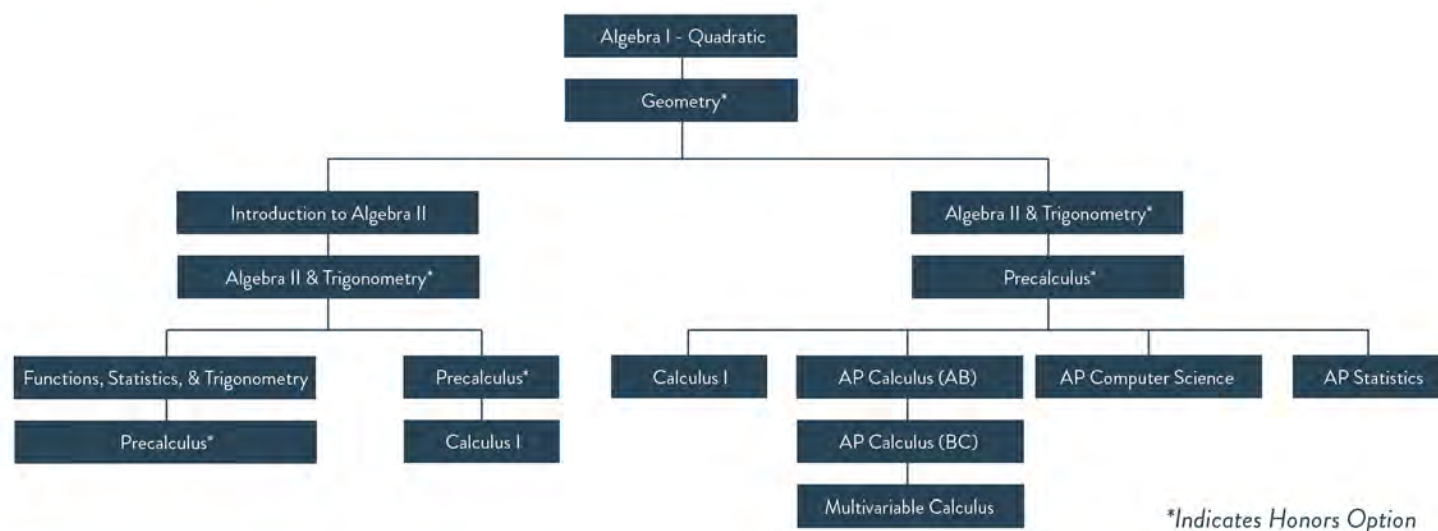 Algebra I - Quadratic
Geometry*
Introduction to Algebra II
Algebra II & Trigonometry*
Algebra II & Trigonometry*
Precalculus*
Functions, Statistics, & Trigonometry
Precalculus*
Calculus I
AP Calculus (AB)
AP Computer Science
AP Statistics
Precalculus*
Calculus I
AP Calculus (BC)
Multivariable Calculus
*Indicates Honors Option